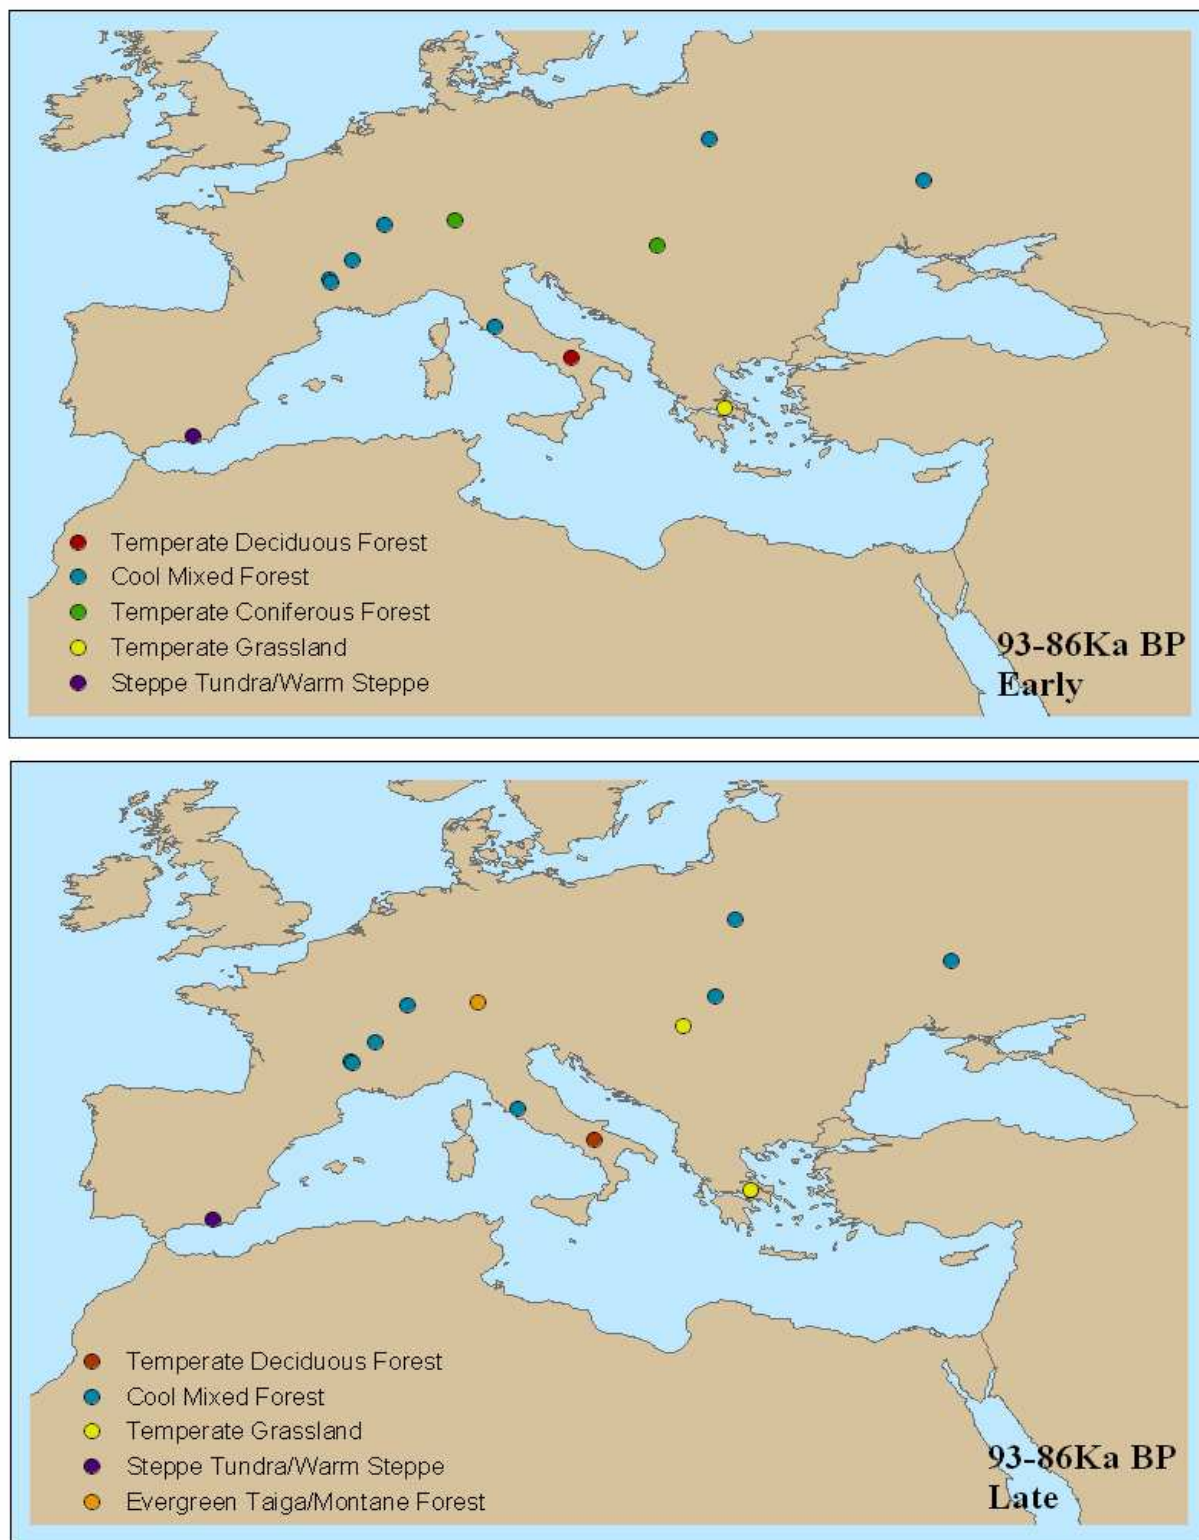 Temperate Deciduous Forest
Cool Mixed Forest
Temperate Coniferous Forest
Temperate Grassland
Steppe Tundra/Warm Steppe
93-86Ka BP
Early
Temperate Deciduous Forest
Cool Mixed Forest
Temperate Grassland
Steppe Tundra/Warm Steppe
Evergreen Taiga/Montane Forest
93-86Ka BP
Late